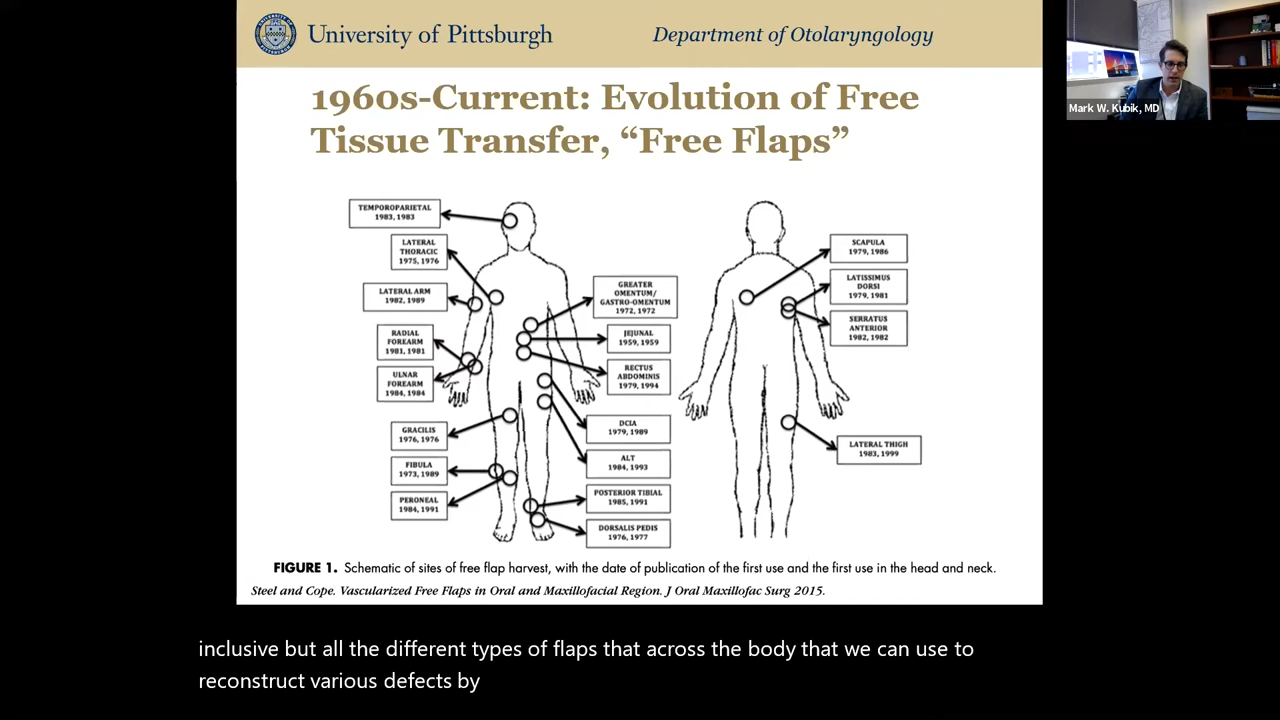 University of Pittsburgh
Department of Otolaryngology
Mark W. Kubik, MD
1960s-Current: Evolution of Free
Tissue Transfer, “Free Flaps”
TEMPOROPARIETAL
1983, 1983
LATERAL
THORACIC
1975, 1976
LATERAL ARM
1982, 1989
RADIAL
FOREARM
1981, 1981
ULNAR
FOREARM
1984, 1984
GRACILIS
1976, 1976
FIBULA
1973, 1989
PERONEAL
1984, 1991
GREATER
OMENTUM/
GASTRO-OMENTUM
1972, 1972
JEJUNAL
1959, 1959
RECTUS
ABDOMINIS
1979, 1994
DCIA
1979, 1989
ALT
1984, 1993
POSTERIOR TIBIAL
1985, 1991
DORSALIS PEDIS
1976, 1977
SCAPULA
1979, 1986
LATISSIMUS
DORSI
1979, 1981
SERRATUS
ANTERIOR
1982, 1982
LATERAL THIGH
1983, 1999
FIGURE 1. Schematic of sites of free flap harvest, with the date of publication of the first use and the first use in the head and neck.
Steel and Cope. Vascularized Free Flaps in Oral and Maxillofacial Region. J Oral Maxillofac Surg 2015.
inclusive but all the different types of flaps that across the body that we can use to
reconstruct various defects by